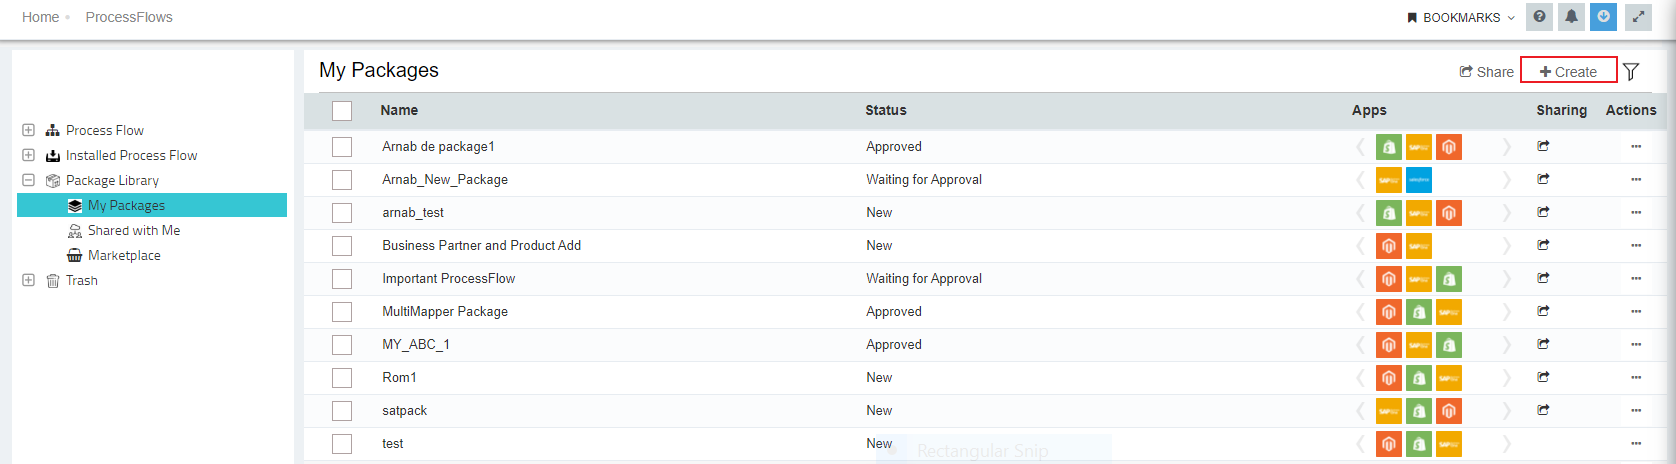 Home ProcessFlows BOOKMARKS
My Packages Share Create
Name Status Apps Sharing Actions
Process Flow
Installed Process Flow
Package Library
My Packages
Shared with Me
Marketplace
Trash
Arnab de package1 Approved
Arnab_New_Package Waiting for Approval
arnab_test New
Business Partner and Product Add New
Important ProcessFlow Waiting for Approval
MultiMapper Package Approved
MY_ABC_1 Approved
Rom1 New
satpack New
test New
Rectangular Snip